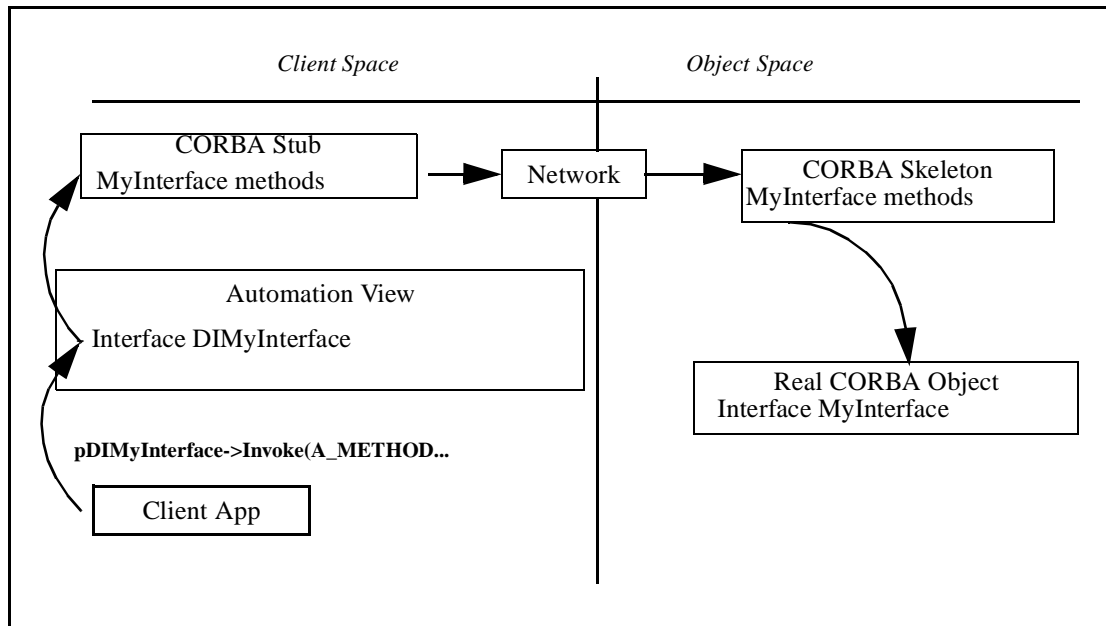 Client Space
Object Space
CORBA Stub
MyInterface methods
Network
CORBA Skeleton
MyInterface methods
Automation View
Interface DIMyInterface
Real CORBA Object
Interface MyInterface
pDIMyInterface->Invoke(A_METHOD...
Client App